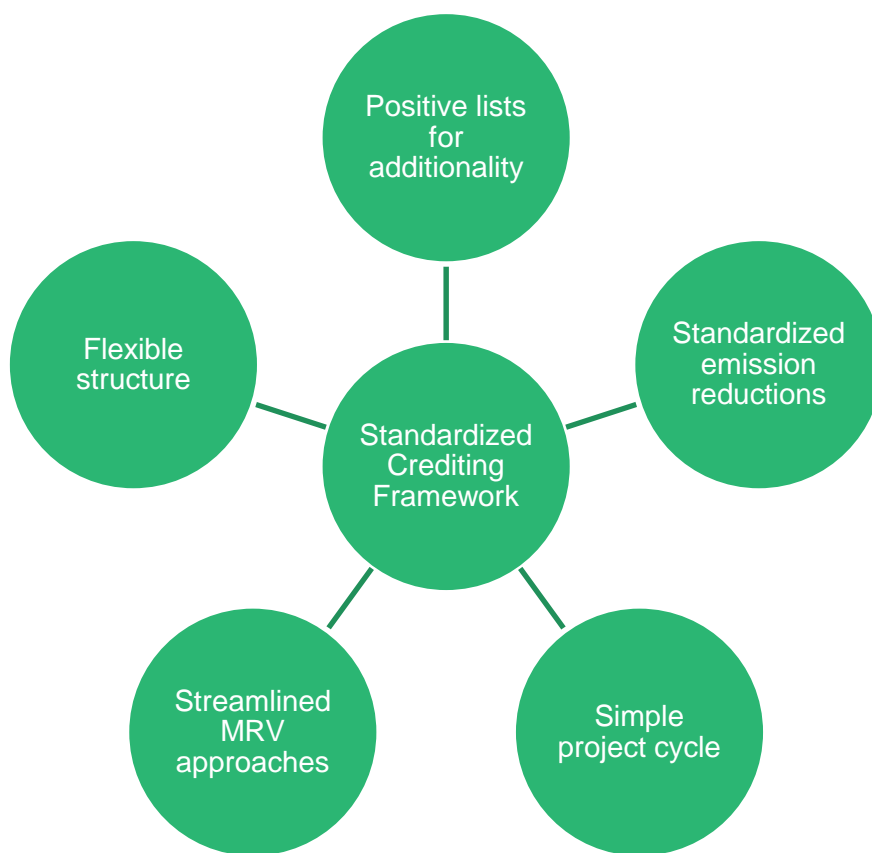 Positive lists
for
additionality
Flexible
structure
Standardized
emission
reductions
Standardized
Crediting
Framework
Streamlined
MRV
approaches
Simple
project cycle